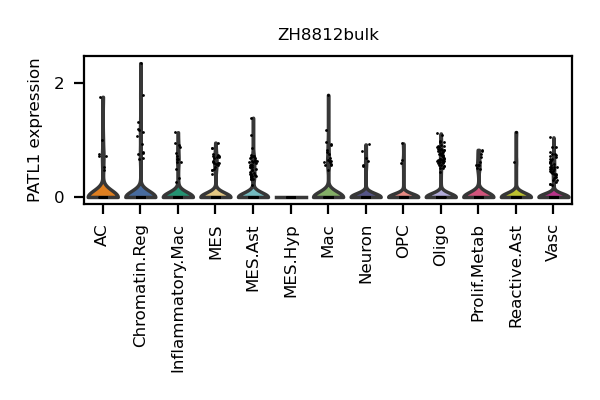 ZH8812bulk
PATL1 expression
2
0
AC
Chromatin.Reg
Inflammatory.Mac
MES
MES.Ast
MES.Hyp
Mac
Neuron
OPC
Oligo
Prolif.Metab
Reactive.Ast
Vasc